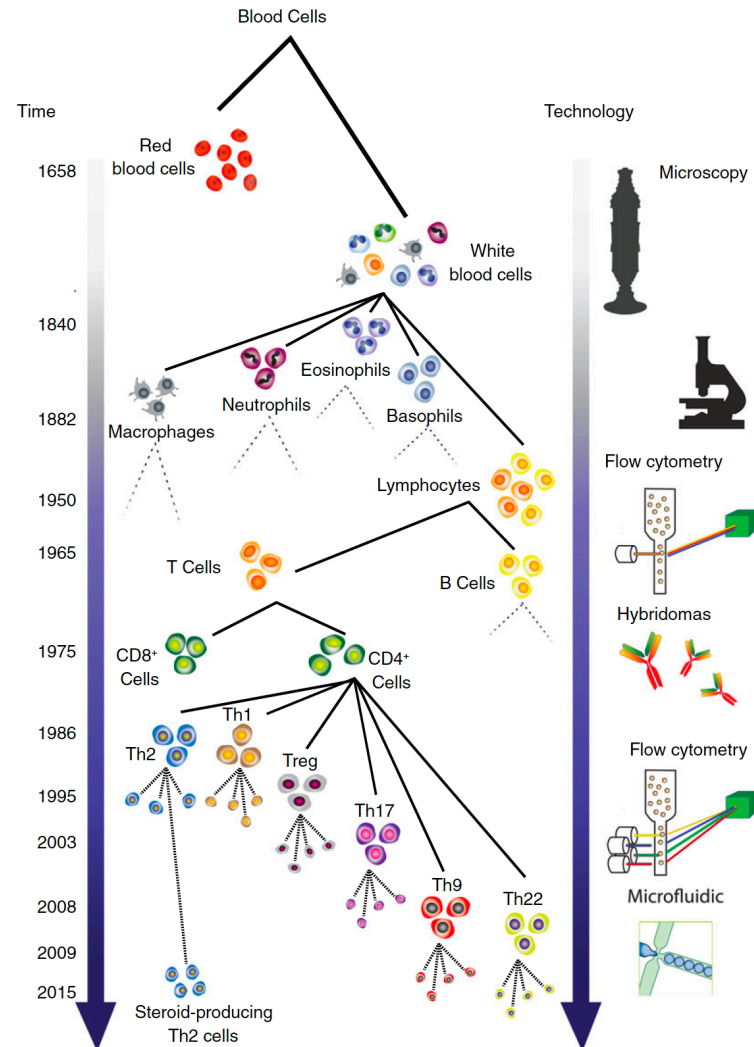 Blood Cells
Time
Technology
Red
blood cells
1658
Microscopy
White
blood cells
1840
Eosinophils
Neutrophils
Basophils
1882
Macrophages
Flow cytometry
Lymphocytes
1950
1965
T Cells
B Cells
Hybridomas
1975
CD8+
Cells
CD4+
Cells
Th1
1986
Th2
Treg
Flow cytometry
1995
Th17
2003
Th9
Th22
Microfluidic
2008
2009
2015
Steroid-producing
Th2 cells